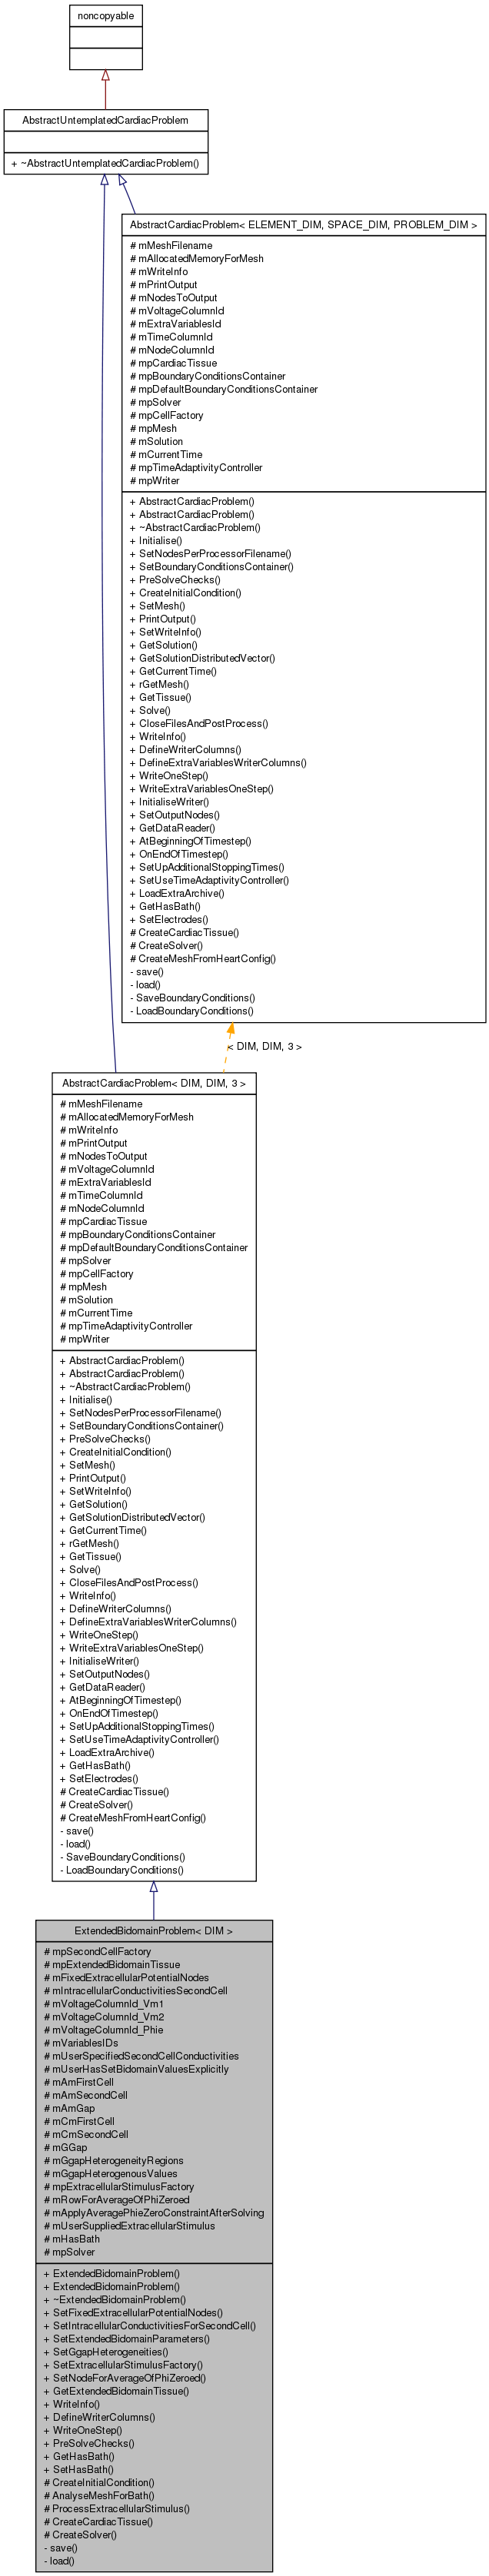 noncopyable
AbstractUntemplatedCardiacProblem
+ ~AbstractUntemplatedCardiacProblem()
AbstractCardiacProblem< ELEMENT_DIM, SPACE_DIM, PROBLEM_DIM >
# mMeshFilename
# mAllocatedMemoryForMesh
# mWriteInfo
# mPrintOutput
# mNodesToOutput
# mVoltageColumnId
# mExtraVariablesId
# mTimeColumnId
# mNodeColumnId
# mpCardiacTissue
# mpBoundaryConditionsContainer
# mpDefaultBoundaryConditionsContainer
# mpSolver
# mpCellFactory
# mpMesh
# mSolution
# mCurrentTime
# mpTimeAdaptivityController
# mpWriter
+ AbstractCardiacProblem()
+ AbstractCardiacProblem()
+ ~AbstractCardiacProblem()
+ Initialise()
+ SetNodesPerProcessorFilename()
+ SetBoundaryConditionsContainer()
+ PreSolveChecks()
+ CreateInitialCondition()
+ SetMesh()
+ PrintOutput()
+ SetWriteInfo()
+ GetSolution()
+ GetSolutionDistributedVector()
+ GetCurrentTime()
+ rGetMesh()
+ GetTissue()
+ Solve()
+ CloseFilesAndPostProcess()
+ WriteInfo()
+ DefineWriterColumns()
+ DefineExtraVariablesWriterColumns()
+ WriteOneStep()
+ WriteExtraVariablesOneStep()
+ InitialiseWriter()
+ SetOutputNodes()
+ GetDataReader()
+ AtBeginningOfTimestep()
+ OnEndOfTimestep()
+ SetUpAdditionalStoppingTimes()
+ SetUseTimeAdaptivityController()
+ LoadExtraArchive()
+ GetHasBath()
+ SetElectrodes()
# CreateCardiacTissue()
# CreateSolver()
# CreateMeshFromHeartConfig()
- save()
- load()
- SaveBoundaryConditions()
- LoadBoundaryConditions()
< DIM, DIM, 3 >
AbstractCardiacProblem< DIM, DIM, 3 >
# mMeshFilename
# mAllocatedMemoryForMesh
# mWriteInfo
# mPrintOutput
# mNodesToOutput
# mVoltageColumnId
# mExtraVariablesId
# mTimeColumnId
# mNodeColumnId
# mpCardiacTissue
# mpBoundaryConditionsContainer
# mpDefaultBoundaryConditionsContainer
# mpSolver
# mpCellFactory
# mpMesh
# mSolution
# mCurrentTime
# mpTimeAdaptivityController
# mpWriter
+ AbstractCardiacProblem()
+ AbstractCardiacProblem()
+ ~AbstractCardiacProblem()
+ Initialise()
+ SetNodesPerProcessorFilename()
+ SetBoundaryConditionsContainer()
+ PreSolveChecks()
+ CreateInitialCondition()
+ SetMesh()
+ PrintOutput()
+ SetWriteInfo()
+ GetSolution()
+ GetSolutionDistributedVector()
+ GetCurrentTime()
+ rGetMesh()
+ GetTissue()
+ Solve()
+ CloseFilesAndPostProcess()
+ WriteInfo()
+ DefineWriterColumns()
+ DefineExtraVariablesWriterColumns()
+ WriteOneStep()
+ WriteExtraVariablesOneStep()
+ InitialiseWriter()
+ SetOutputNodes()
+ GetDataReader()
+ AtBeginningOfTimestep()
+ OnEndOfTimestep()
+ SetUpAdditionalStoppingTimes()
+ SetUseTimeAdaptivityController()
+ LoadExtraArchive()
+ GetHasBath()
+ SetElectrodes()
# CreateCardiacTissue()
# CreateSolver()
# CreateMeshFromHeartConfig()
- save()
- load()
- SaveBoundaryConditions()
- LoadBoundaryConditions()
ExtendedBidomainProblem< DIM >
# mpSecondCellFactory
# mpExtendedBidomainTissue
# mFixedExtracellularPotentialNodes
# mIntracellularConductivitiesSecondCell
# mVoltageColumnId_Vm1
# mVoltageColumnId_Vm2
# mVoltageColumnId_Phie
# mVariablesIDs
# mUserSpecifiedSecondCellConductivities
# mUserHasSetBidomainValuesExplicitly
# mAmFirstCell
# mAmSecondCell
# mAmGap
# mCmFirstCell
# mCmSecondCell
# mGGap
# mGgapHeterogeneityRegions
# mGgapHeterogenousValues
# mpExtracellularStimulusFactory
# mRowForAverageOfPhiZeroed
# mApplyAveragePhieZeroConstraintAfterSolving
# mUserSuppliedExtracellularStimulus
# mHasBath
# mpSolver
+ ExtendedBidomainProblem()
+ ExtendedBidomainProblem()
+ ~ExtendedBidomainProblem()
+ SetFixedExtracellularPotentialNodes()
+ SetIntracellularConductivitiesForSecondCell()
+ SetExtendedBidomainParameters()
+ SetGgapHeterogeneities()
+ SetExtracellularStimulusFactory()
+ SetNodeForAverageOfPhiZeroed()
+ GetExtendedBidomainTissue()
+ WriteInfo()
+ DefineWriterColumns()
+ WriteOneStep()
+ PreSolveChecks()
+ GetHasBath()
+ SetHasBath()
# CreateInitialCondition()
# AnalyseMeshForBath()
# ProcessExtracellularStimulus()
# CreateCardiacTissue()
# CreateSolver()
- save()
- load()